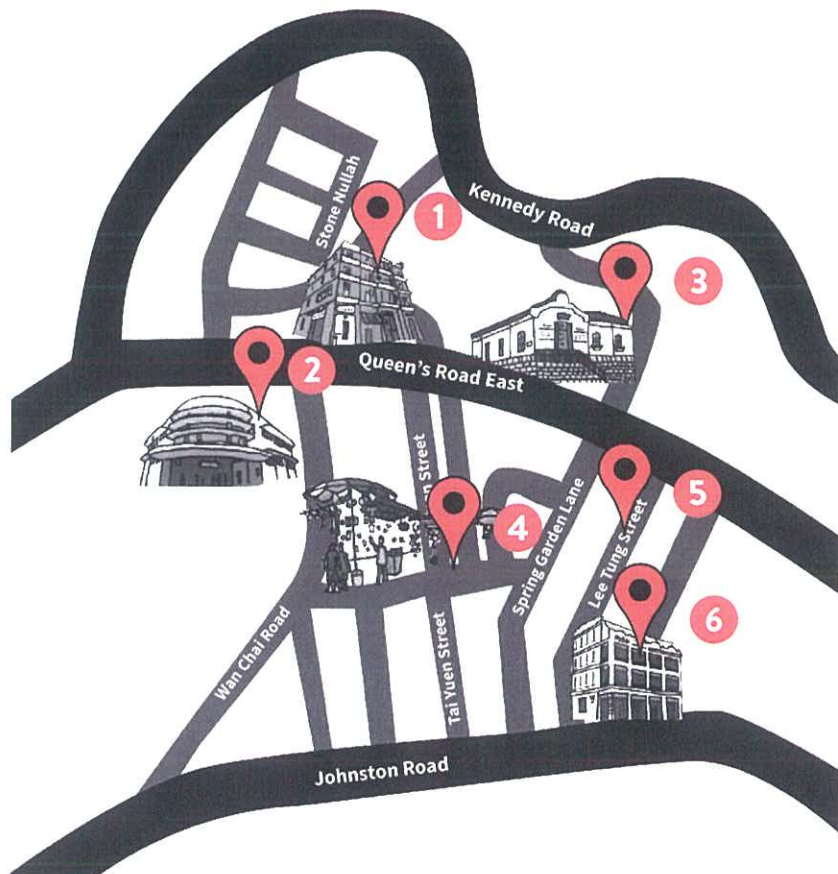 Stone Nullah
1
Kennedy Road
3
2
Queen's Road East
Street
4
5
Spring Garden Lane
Lee Tung Street
6
Wan Chai Road
Tai Yuen Street
Johnston Road